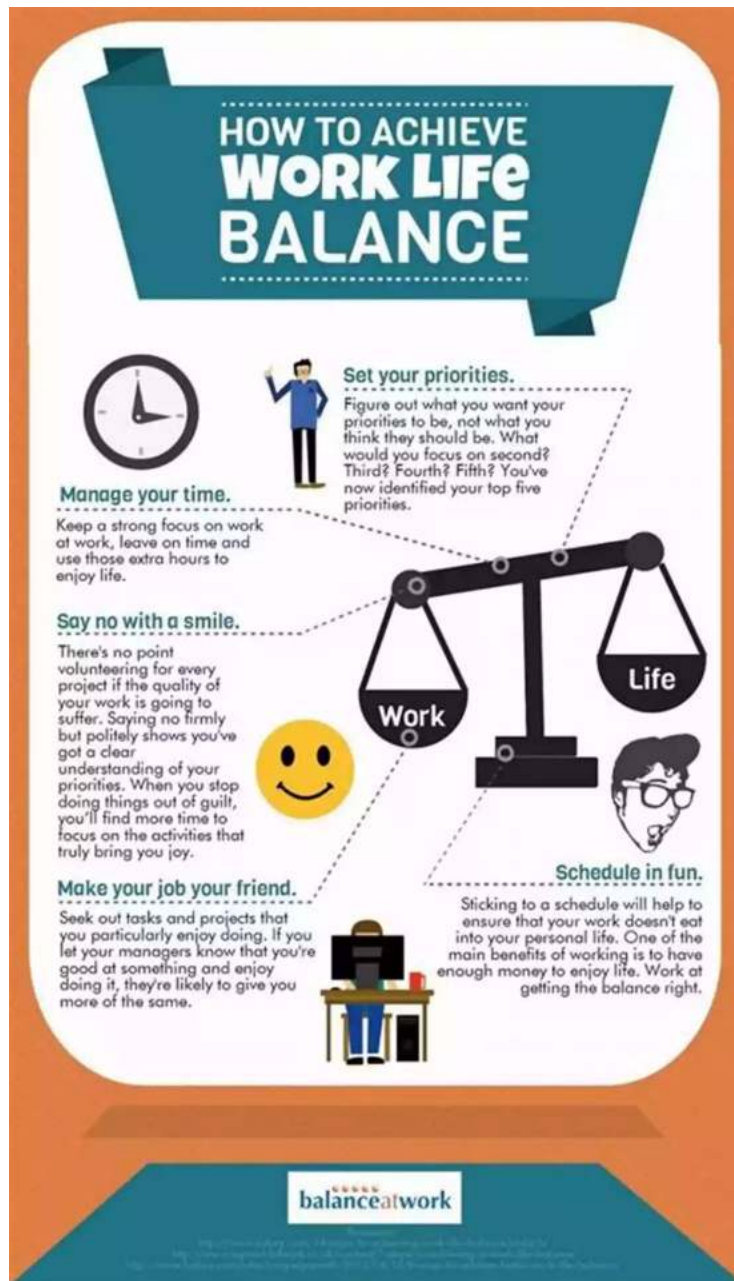 HOW TO ACHIEVE
WORK LIFe
BALANCE
Set your priorities.
Figure out what you want your
priorities to be, not what you
think they should be. What
would you focus on second?
Third? Fourth? Fifth? You've
now identified your top five
priorities.
Manage your time.
Keep a strong focus on work
at work, leave on time and
use those extra hours to
enjoy life.
Say no with a smile.
There's no point
volunteering for every
project if the quality of
your work is going to
suffer. Saying no firmly
but politely shows you've
got a clear
understanding of your
priorities. When you stop
doing things out of guilt,
you'll find more time to
focus on the activities that
truly bring you joy.
Work
Life
Make your job your friend.
Seek out tasks and projects that
you particularly enjoy doing. If you
let your managers know that you're
good at something and enjoy
doing it, they're likely to give you
more of the same.
Schedule in fun.
Sticking to a schedule will help to
ensure that your work doesn't eat
into your personal life. One of the
main benefits of working is to have
enough money to enjoy life. Work at
getting the balance right.
balanceatwork